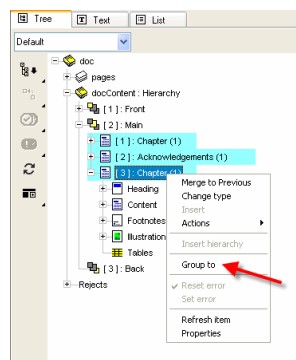 Tree Text List
Default
doc
pages
docContent : Hierarchy
[ 1 ] : Front
[ 2 ] : Main
[ 1 ] : Chapter (1)
[ 2 ] : Acknowledgements (1)
[ 3 ] : Chapter (1)
Heading
Content
Footnotes
Illustration
Tables
[ 3 ] : Back
Rejects
Merge to Previous
Change type
Insert
Actions
Insert hierarchy
Group to
Reset error
Set error
Refresh item
Properties